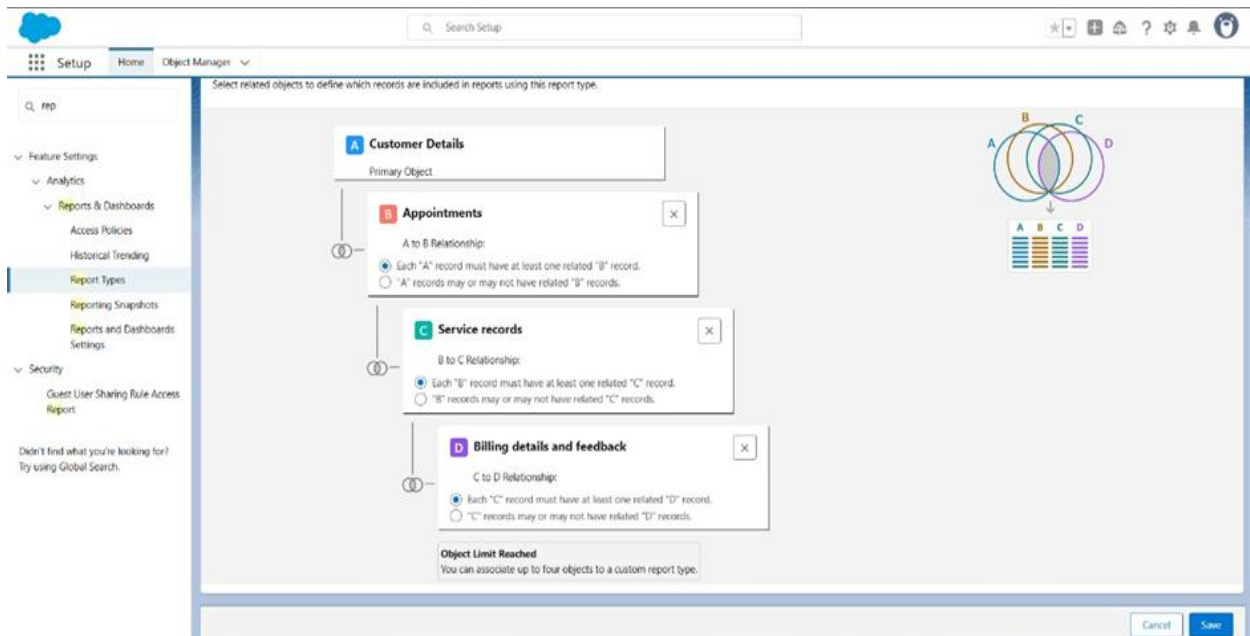 Search Setup
Setup
Home
Object Manager
rep
Feature Settings
Analytics
Reports & Dashboards
Access Policies
Historical Trending
Report Types
Reporting Snapshots
Reports and Dashboards
Settings
Security
Guest User Sharing Rule Access
Report
Didn't find what you're looking for?
Try using Global Search.
Select related objects to define which records are included in reports using this report type.
A Customer Details
Primary Object
B Appointments
A to B Relationship:
Each "A" record must have at least one related "B" record.
"A" records may or may not have related "B" records.
C Service records
B to C Relationship:
Each "B" record must have at least one related "C" record.
"B" records may or may not have related "C" records.
D Billing details and feedback
C to D Relationship:
Each "C" record must have at least one related "D" record.
"C" records may or may not have related "D" records.
Object Limit Reached
You can associate up to four objects to a custom report type.
B C
A D
A B C D
Cancel
Save